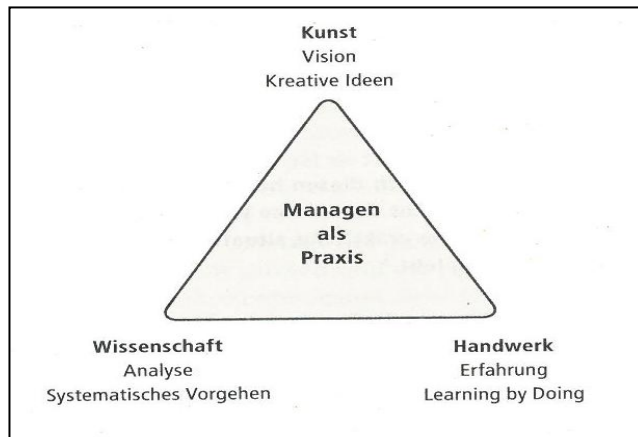 Kunst
Vision
Kreative Ideen
Managen
als
Praxis
Wissenschaft
Analyse
Systematisches Vorgehen
Handwerk
Erfahrung
Learning by Doing